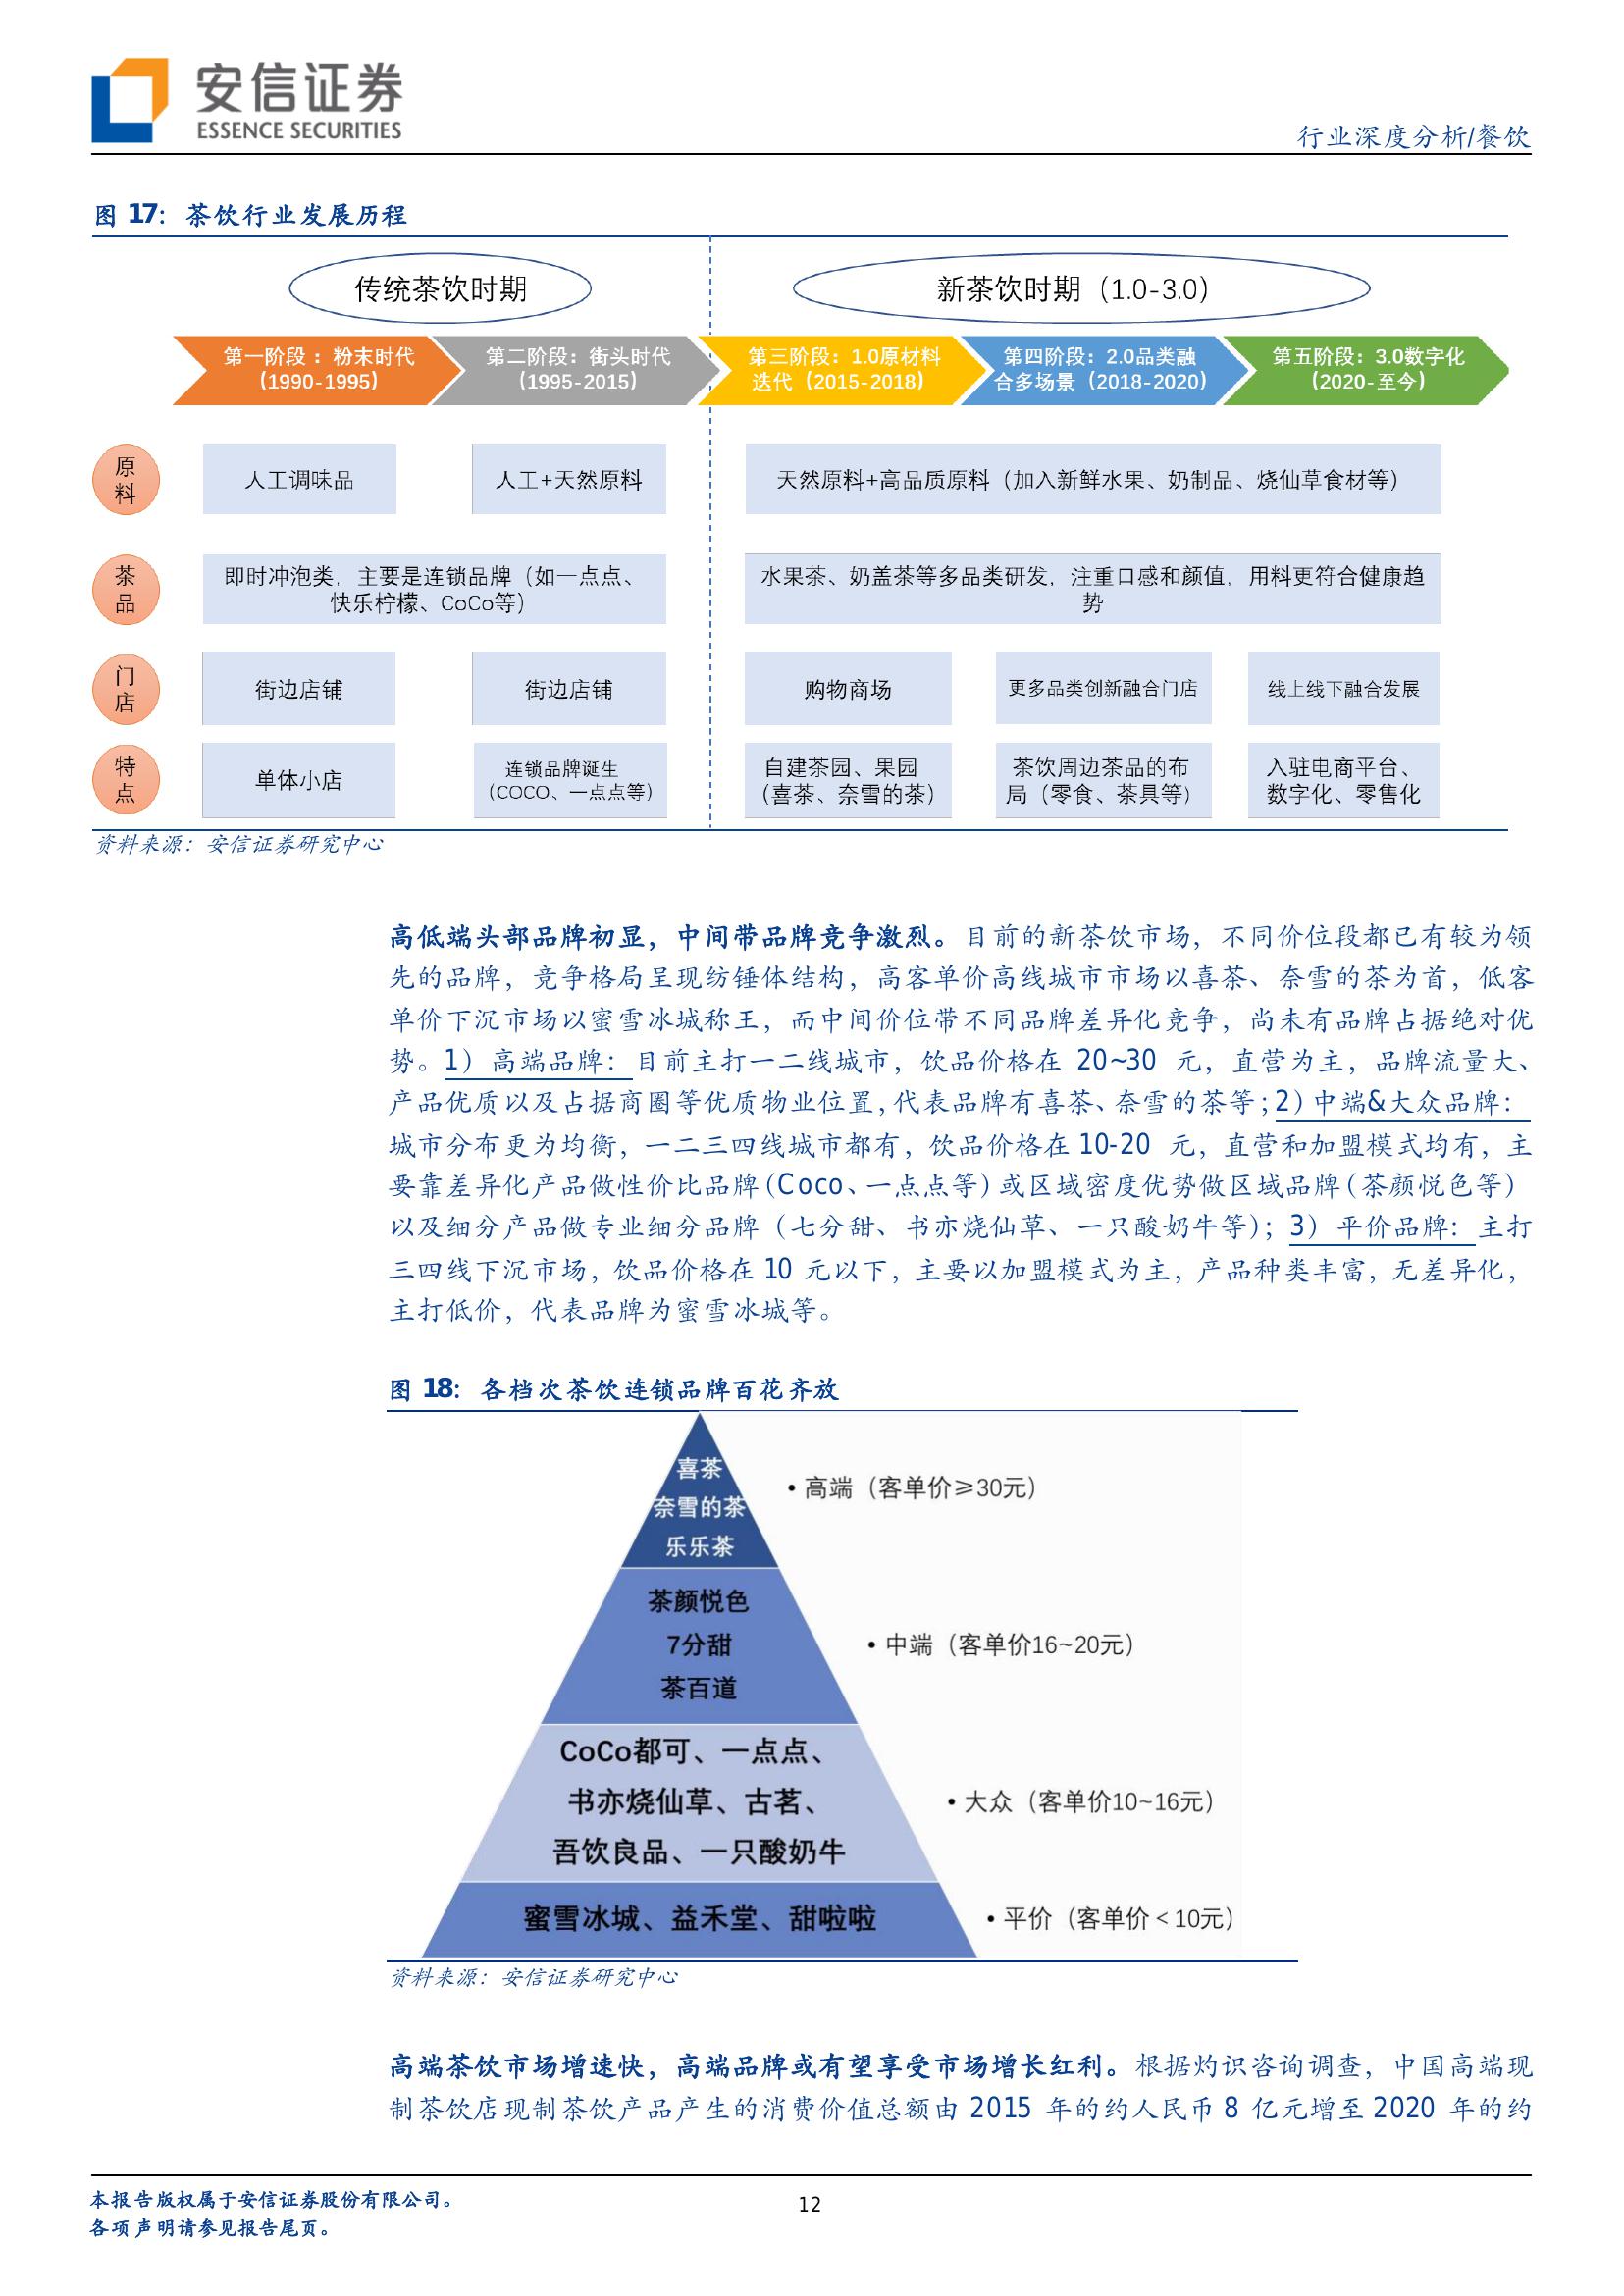 安信证券
ESSENCE SECURITIES
行业深度分析/餐饮
图 17：茶饮行业发展历程
传统茶饮时期
新茶饮时期（1.0-3.0）
第一阶段：粉末时代
（1990-1995）
第二阶段：街头时代
（1995-2015）
第三阶段：1.0原材料
迭代（2015-2018）
第四阶段：2.0品类融
合多场景（2018-2020）
第五阶段：3.0数字化
（2020-至今）
原
料
人工调味品
人工+天然原料
天然原料+高品质原料（加入新鲜水果、奶制品、烧仙草食材等）
茶
品
即时冲泡类，主要是连锁品牌（如一点点、
快乐柠檬、CoCo等）
水果茶、奶盖茶等多品类研发，注重口感和颜值，用料更符合健康趋
势
门
店
街边店铺
街边店铺
购物商场
更多品类创新融合门店
线上线下融合发展
特
点
单体小店
连锁品牌诞生
（COCO、一点点等）
自建茶园、果园
（喜茶、奈雪的茶）
茶饮周边茶品的布
局（零食、茶具等）
入驻电商平台、
数字化、零售化
资料来源：安信证券研究中心
高低端头部品牌初显，中间带品牌竞争激烈。目前的新茶饮市场，不同价位段都已有较为领
先的品牌，竞争格局呈现纺锤体结构，高客单价高线城市市场以喜茶、奈雪的茶为首，低客
单价下沉市场以蜜雪冰城称王，而中间价位带不同品牌差异化竞争，尚未有品牌占据绝对优
势。1）高端品牌：目前主打一二线城市，饮品价格在 20~30 元，直营为主，品牌流量大、
产品优质以及占据商圈等优质物业位置，代表品牌有喜茶、奈雪的茶等；2）中端&大众品牌：
城市分布更为均衡，一二三四线城市都有，饮品价格在 10-20 元，直营和加盟模式均有，主
要靠差异化产品做性价比品牌（Coco、一点点等）或区域密度优势做区域品牌（茶颜悦色等）
以及细分产品做专业细分品牌（七分甜、书亦烧仙草、一只酸奶牛等）；3）平价品牌：主打
三四线下沉市场，饮品价格在 10 元以下，主要以加盟模式为主，产品种类丰富，无差异化，
主打低价，代表品牌为蜜雪冰城等。
图 18：各档次茶饮连锁品牌百花齐放
喜茶
奈雪的茶
乐乐茶
• 高端（客单价≥30元）
茶颜悦色
7分甜
茶百道
• 中端（客单价16~20元）
CoCo都可、一点点、
书亦烧仙草、古茗、
吾饮良品、一只酸奶牛
• 大众（客单价10~16元）
蜜雪冰城、益禾堂、甜啦啦
• 平价（客单价＜10元）
资料来源：安信证券研究中心
高端茶饮市场增速快，高端品牌或有望享受市场增长红利。根据灼识咨询调查，中国高端现
制茶饮店现制茶饮产品产生的消费价值总额由 2015 年的约人民币 8 亿元增至 2020 年的约
本报告版权属于安信证券股份有限公司。
各项声明请参见报告尾页。
12